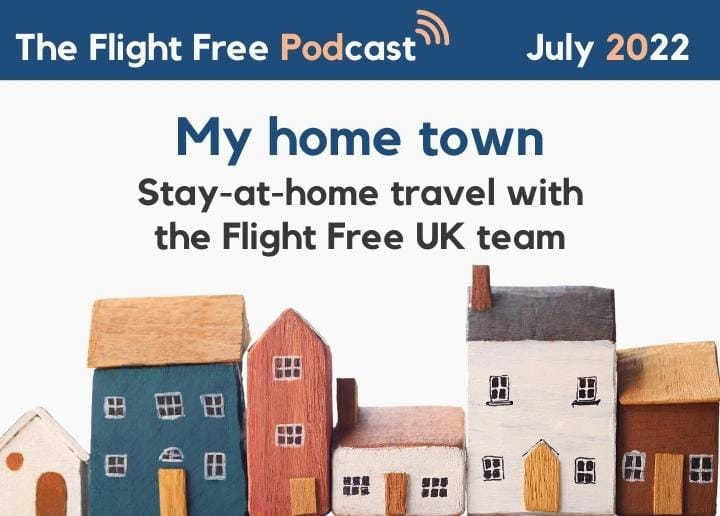 The Flight Free Podcast
July 2022
My home town
Stay-at-home travel with
the Flight Free UK team